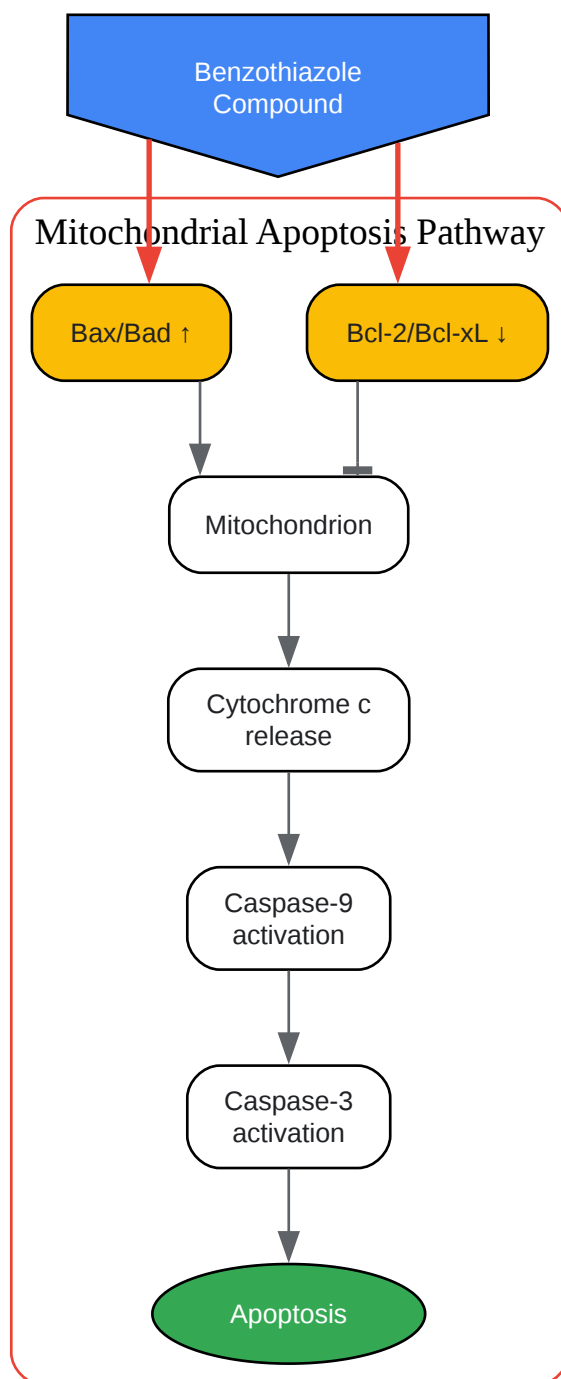 Benzothiazole
Compound
Mitochondrial Apoptosis Pathway
Bax/Bad ↑
Bcl-2/Bcl-xL ↓
Mitochondrion
Cytochrome c
release
Caspase-9
activation
Caspase-3
activation
Apoptosis